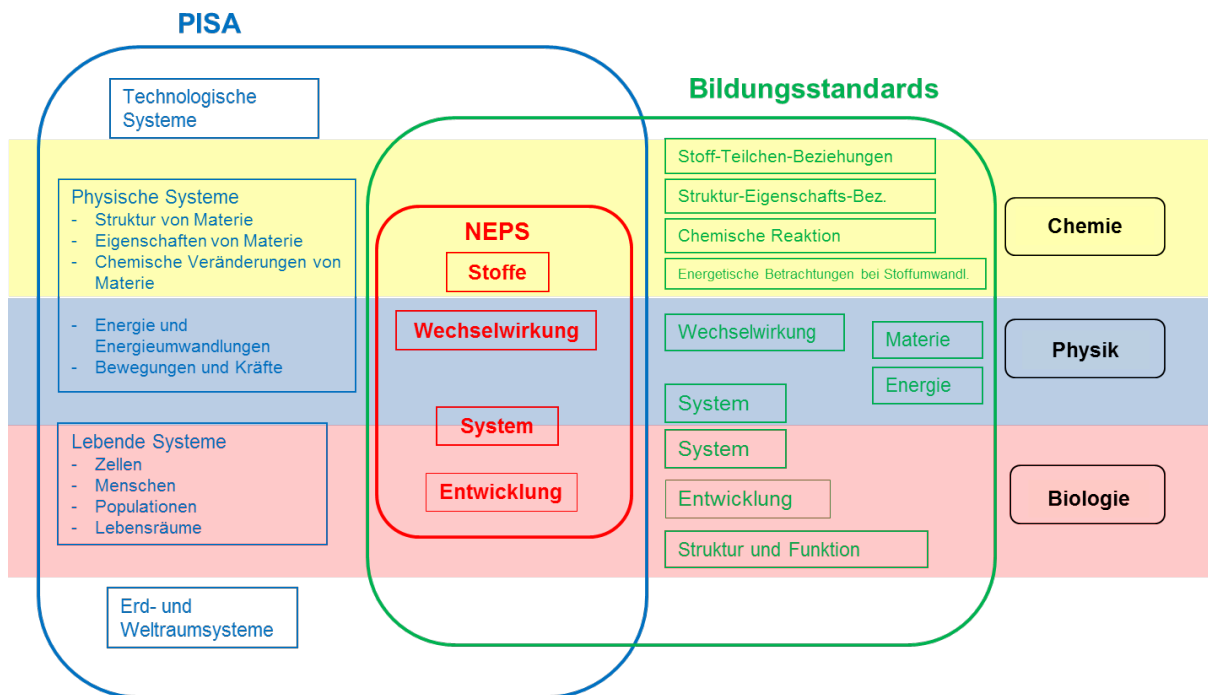 PISA
Technologische
Systeme
Physische Systeme
- Struktur von Materie
- Eigenschaften von Materie
- Chemische Veränderungen von
Materie
- Energie und
Energieumwandlungen
- Bewegungen und Kräfte
Lebende Systeme
- Zellen
- Menschen
- Populationen
- Lebensräume
Erd- und
Weltraumsysteme
NEPS
Stoffe
Wechselwirkung
System
Entwicklung
Bildungsstandards
Stoff-Teilchen-Beziehungen
Struktur-Eigenschafts-Bez.
Chemische Reaktion
Energetische Betrachtungen bei Stoffumwandl.
Wechselwirkung
Materie
Energie
System
System
Entwicklung
Struktur und Funktion
Chemie
Physik
Biologie